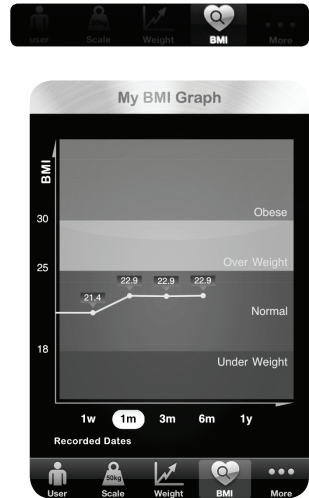 user Scale Weight BMI More
My BMI Graph
BMI
Obese
30
Over Weight
25
22.9 22.9 22.9
21.4
Normal
18
Under Weight
1w 1m 3m 6m 1y
Recorded Dates
50kg
User Scale Weight BMI More